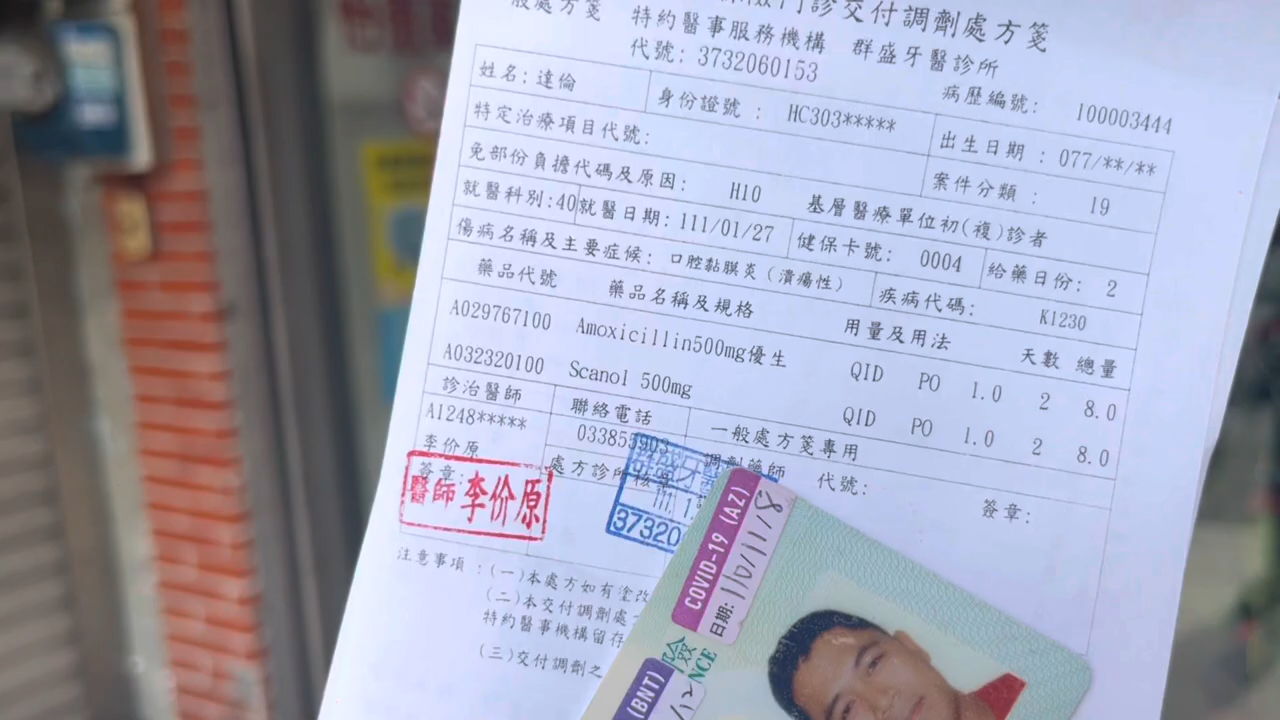 門診交付調劑處方箋
般處方箋 特約醫事服務機構 群盛牙醫診所
代號: 3732060153
病歷編號: 100003444
姓名: 達倫 身份證號 : HC303***** 出生日期 : 077/**/**
特定治療項目代號: 案件分類 : 19
免部份負擔代碼及原因: H10 基層醫療單位初(複)診者
就醫科別:40 就醫日期: 111/01/27 健保卡號: 0004 給藥日份: 2
傷病名稱及主要症候: 口腔黏膜炎(潰瘍性) 疾病代碼: K1230
藥品代號 藥品名稱及規格 用量及用法 天數 總量
A029767100 Amoxicillin500mg優生 QID PO 1.0 2 8.0
A032320100 Scanol 500mg QID PO 1.0 2 8.0
診治醫師 聯絡電話 一般處方箋專用
A1248***** 033853903 調劑藥師 代號: 簽章:
李价原 處方診所核章
簽章:
醫師 李价原
37320
注意事項 :(一)本處方如有塗改
(二)本交付調劑處
特約醫事機構留存
(三)交付調劑之
COVID-19 (AZ)
日期: 110/11/18
險
NCE
(BNT)